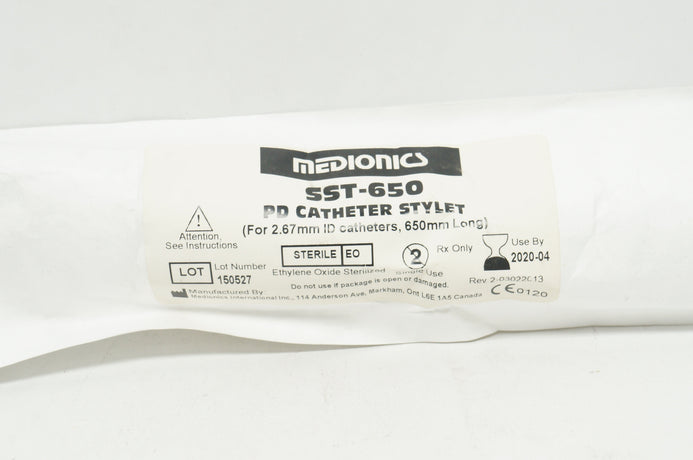 MEDIONICS
SST-650
PD CATHETER STYLET
(For 2.67mm ID catheters, 650mm Long)
Attention,
See Instructions
STERILE EO
Ethylene Oxide Sterilized
2
Single Use
Rx Only
Use By
2020-04
LOT
Lot Number
150527
Do not use if package is open or damaged.
Rev. 2-03022013
Manufactured By:
Medionics International Inc., 114 Anderson Ave, Markham, Ont L6E 1A5 Canada
CE0120